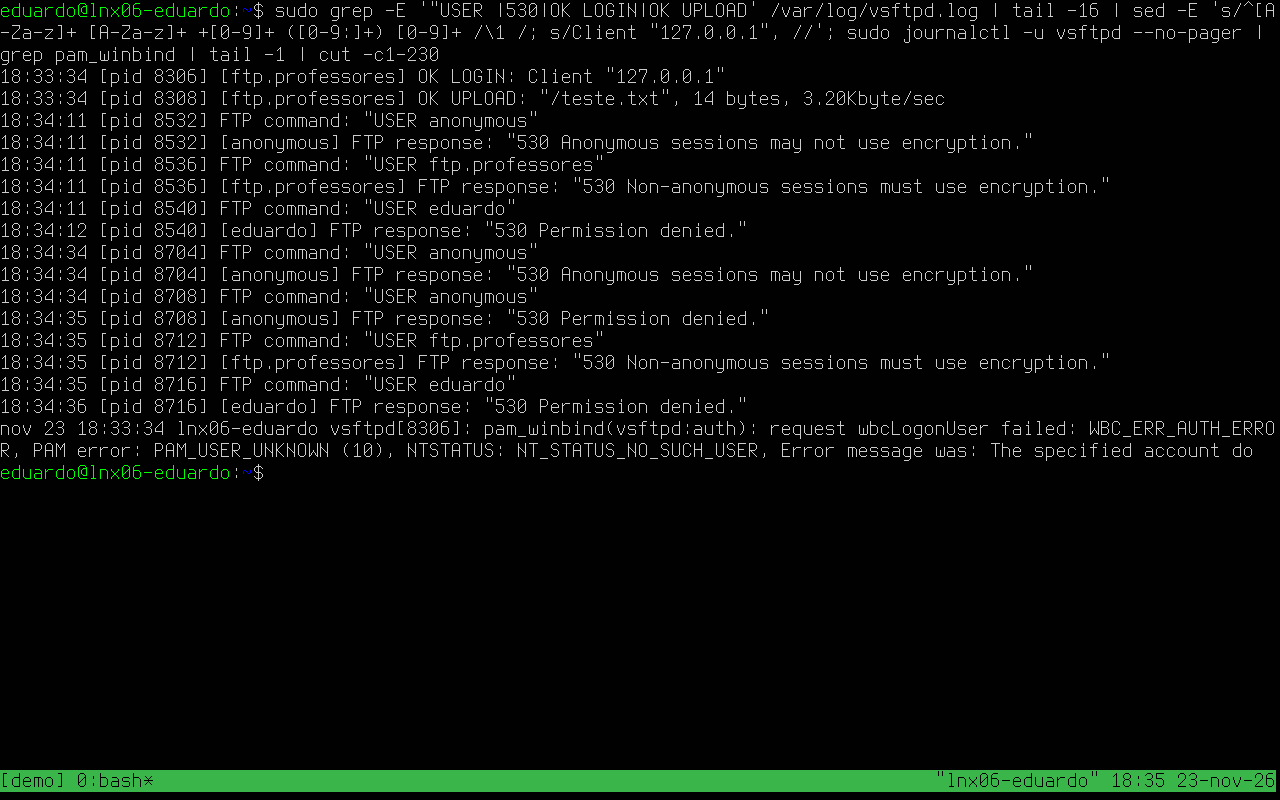 eduardo@lnx06-eduardo:~$ sudo grep -E '"USER |530|OK LOGIN|OK UPLOAD' /var/log/vsftpd.log | tail -16 | sed -E 's/^[A
-Za-z]+ [A-Za-z]+ +[0-9]+ ([0-9:]+) [0-9]+ /\1 /; s/Client "127.0.0.1", //'; sudo journalctl -u vsftpd --no-pager |
grep pam_winbind | tail -1 | cut -c1-230
18:33:34 [pid 8306] [ftp.professores] OK LOGIN: Client "127.0.0.1"
18:33:34 [pid 8308] [ftp.professores] OK UPLOAD: "/teste.txt", 14 bytes, 3.20Kbyte/sec
18:34:11 [pid 8532] FTP command: "USER anonymous"
18:34:11 [pid 8532] [anonymous] FTP response: "530 Anonymous sessions may not use encryption."
18:34:11 [pid 8536] FTP command: "USER ftp.professores"
18:34:11 [pid 8536] [ftp.professores] FTP response: "530 Non-anonymous sessions must use encryption."
18:34:11 [pid 8540] FTP command: "USER eduardo"
18:34:12 [pid 8540] [eduardo] FTP response: "530 Permission denied."
18:34:34 [pid 8704] FTP command: "USER anonymous"
18:34:34 [pid 8704] [anonymous] FTP response: "530 Anonymous sessions may not use encryption."
18:34:34 [pid 8708] FTP command: "USER anonymous"
18:34:35 [pid 8708] [anonymous] FTP response: "530 Permission denied."
18:34:35 [pid 8712] FTP command: "USER ftp.professores"
18:34:35 [pid 8712] [ftp.professores] FTP response: "530 Non-anonymous sessions must use encryption."
18:34:35 [pid 8716] FTP command: "USER eduardo"
18:34:36 [pid 8716] [eduardo] FTP response: "530 Permission denied."
nov 23 18:33:34 lnx06-eduardo vsftpd[8306]: pam_winbind(vsftpd:auth): request wbcLogonUser failed: WBC_ERR_AUTH_ERRO
R, PAM error: PAM_USER_UNKNOWN (10), NTSTATUS: NT_STATUS_NO_SUCH_USER, Error message was: The specified account do
eduardo@lnx06-eduardo:~$
[demo] 0:bash* "lnx06-eduardo" 18:35 23-nov-26